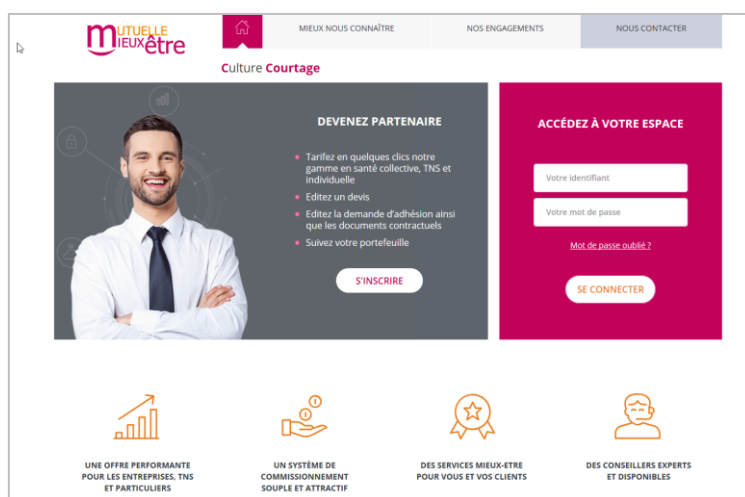 MUTUELLE
MIEUX être
MIEUX NOUS CONNAÎTRE
NOS ENGAGEMENTS
NOUS CONTACTER
Culture Courtage
DEVENEZ PARTENAIRE
Tarifez en quelques clics notre
gamme en santé collective, TNS et
individuelle
Editez un devis
Editez la demande d'adhésion ainsi
que les documents contractuels
Suivez votre portefeuille
S'INSCRIRE
ACCÉDEZ À VOTRE ESPACE
Votre identifiant
Votre mot de passe
Mot de passe oublié ?
SE CONNECTER
UNE OFFRE PERFORMANTE
POUR LES ENTREPRISES, TNS
ET PARTICULIERS
UN SYSTÈME DE
COMMISSIONNEMENT
SOUPLE ET ATTRACTIF
DES SERVICES MIEUX-ETRE
POUR VOUS ET VOS CLIENTS
DES CONSEILLERS EXPERTS
ET DISPONIBLES